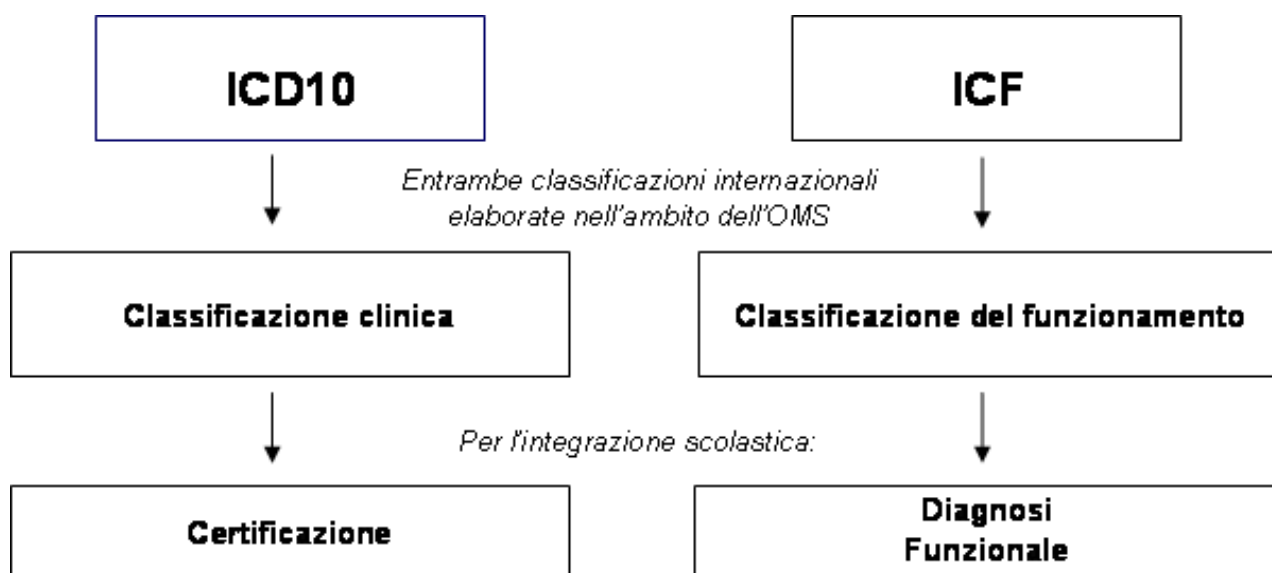 ICD10
ICF
Entrambe classificazioni internazionali
elaborate nell'ambito dell'OMS
Classificazione clinica
Classificazione del funzionamento
Per l'integrazione scolastica:
Certificazione
Diagnosi
Funzionale